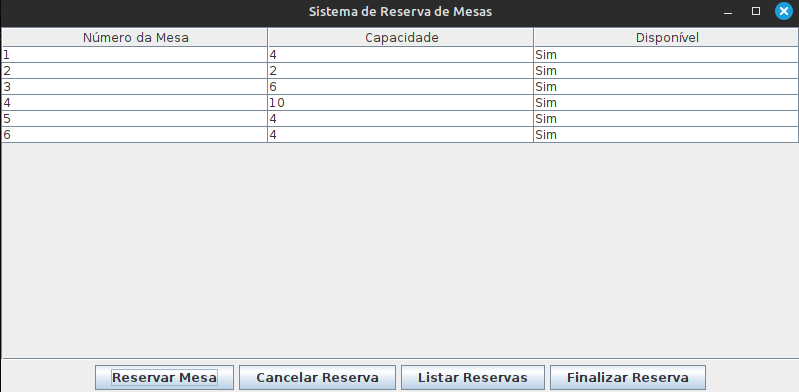 Sistema de Reserva de Mesas
Número da Mesa Capacidade Disponível
1 4 Sim
2 2 Sim
3 6 Sim
4 10 Sim
5 4 Sim
6 4 Sim
Reservar Mesa Cancelar Reserva Listar Reservas Finalizar Reserva